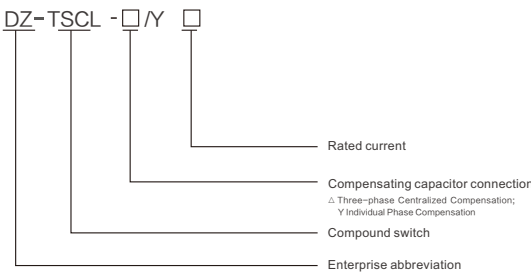 DZ-TSCL -□/Y □
Rated current
Compensating capacitor connection
△ Three-phase Centralized Compensation;
Y Individual Phase Compensation
Compound switch
Enterprise abbreviation